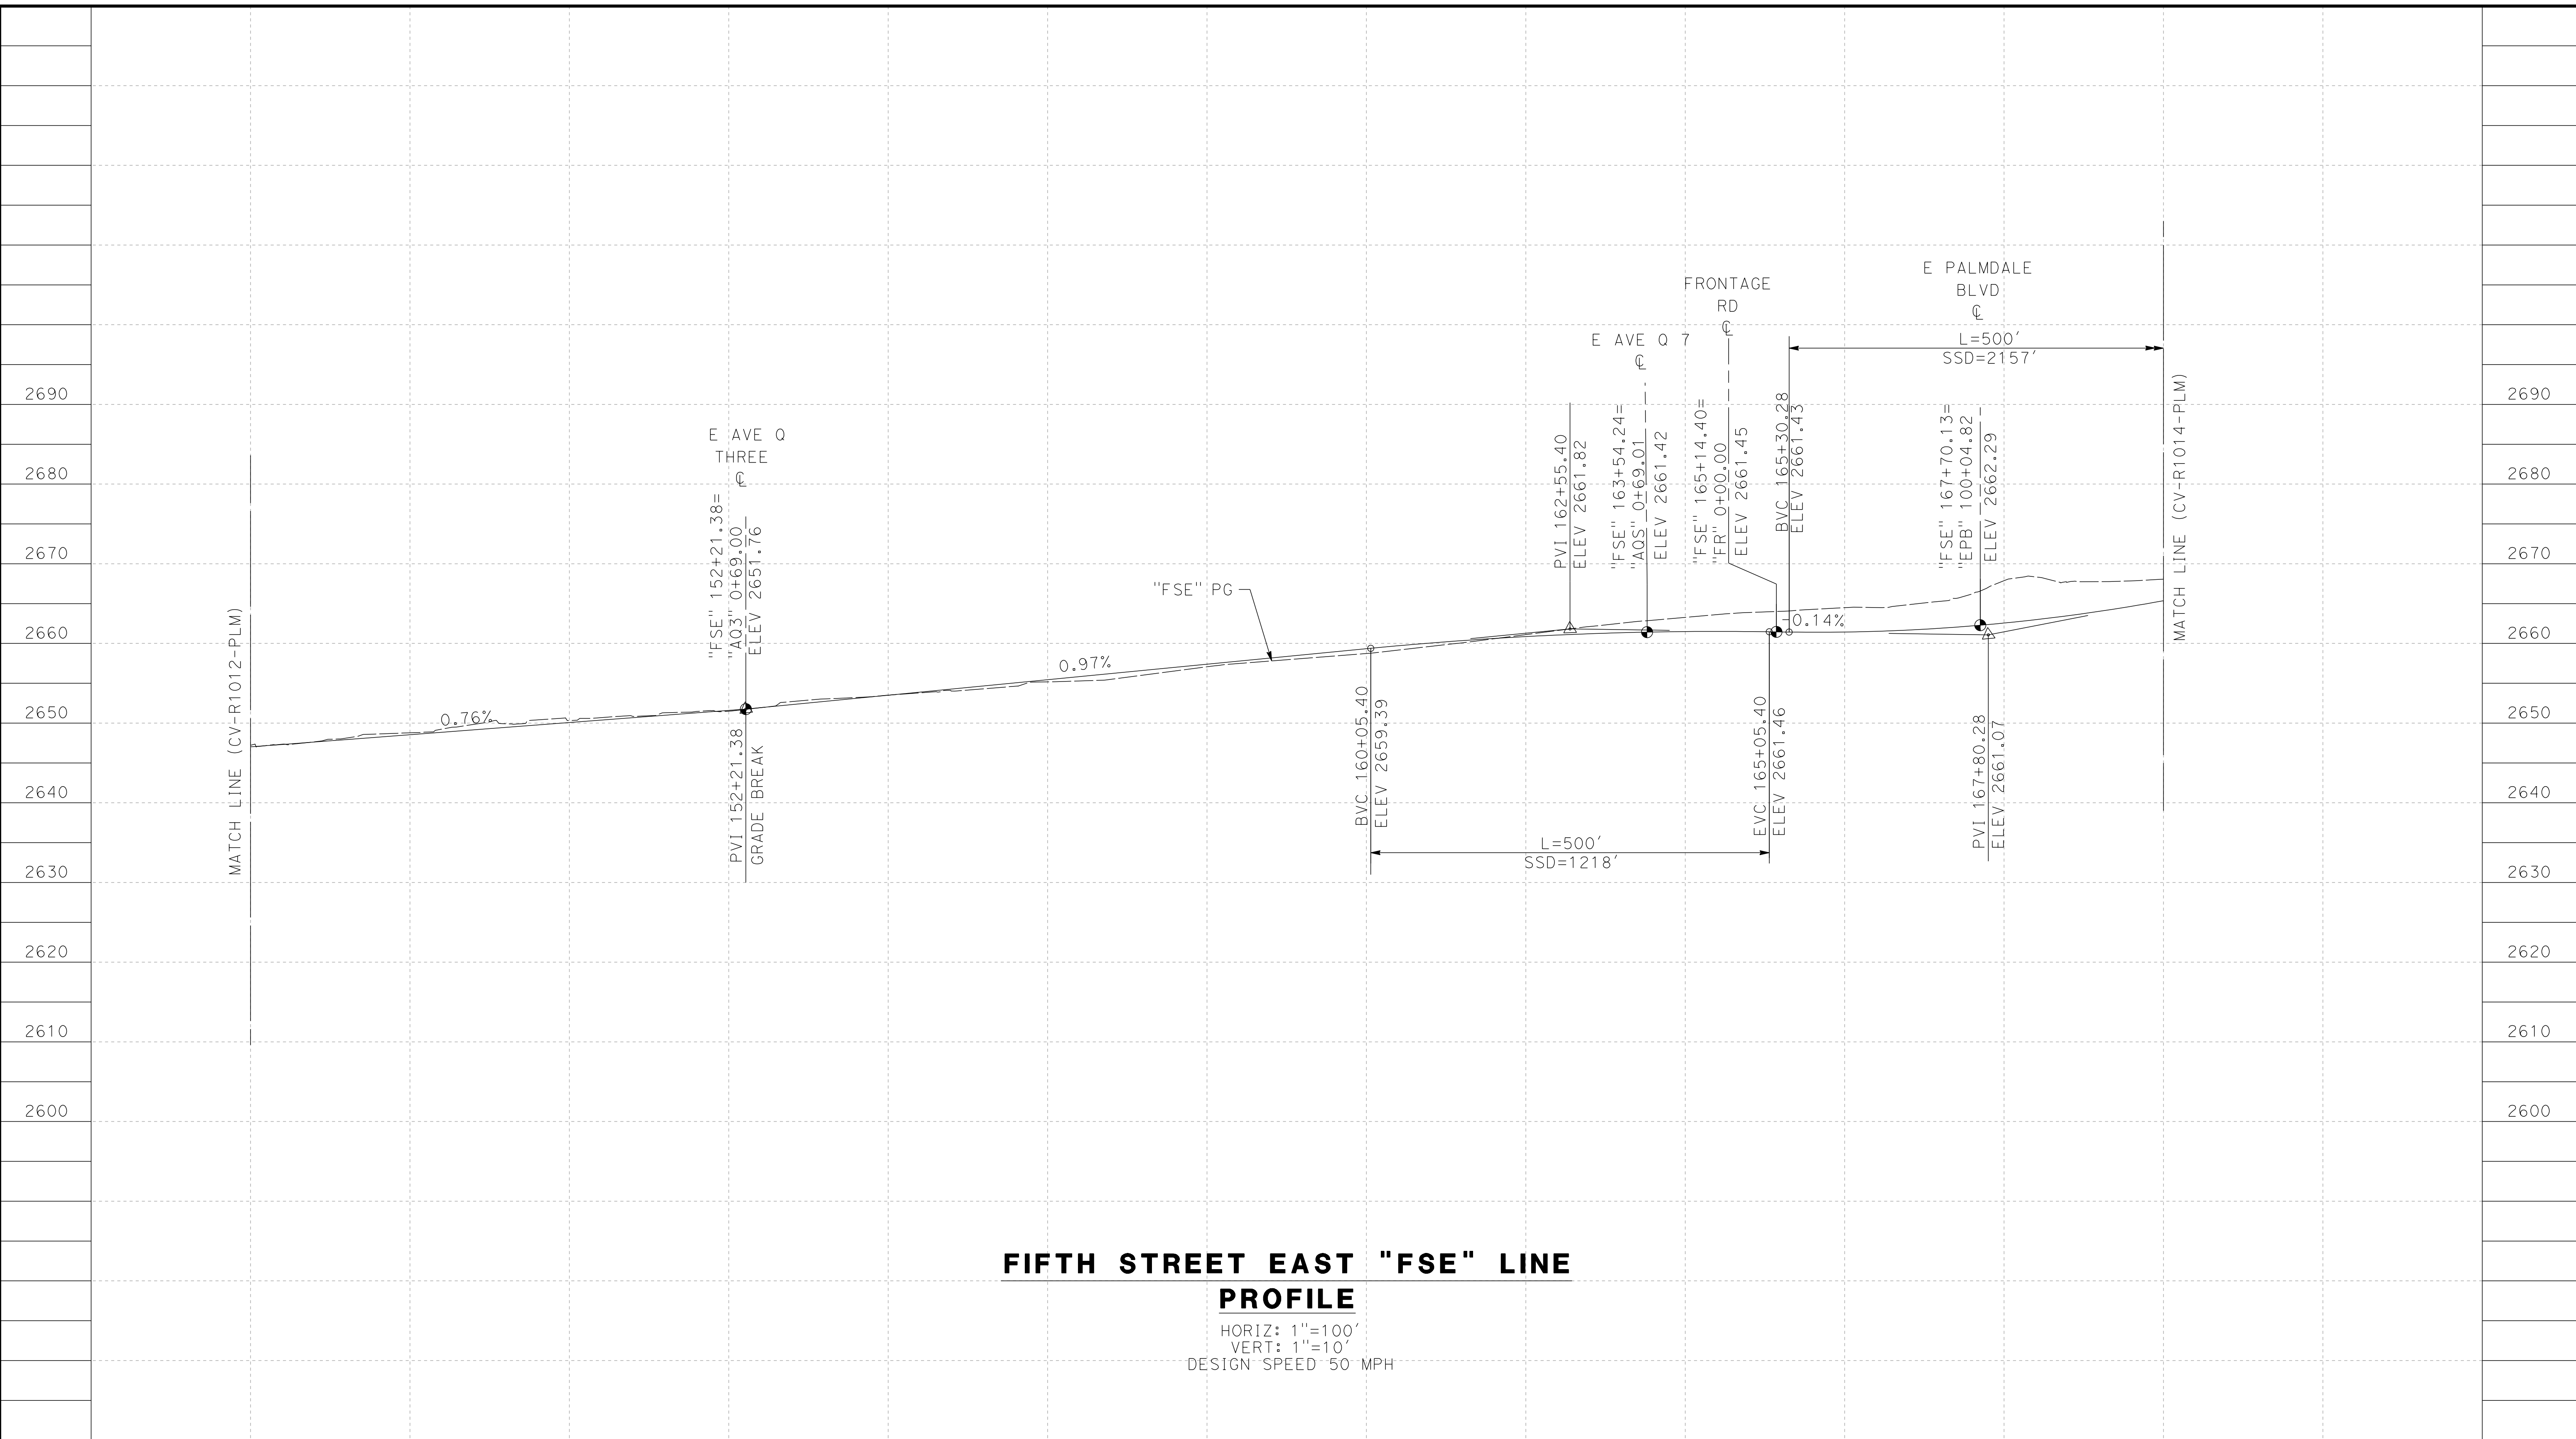 2690
2680
2670
2660
2650
2640
2630
2620
2610
2600
MATCH LINE (CV-R1012-PLM)
0.76%
E AVE Q
THREE
℄
"FSE" 152+21.38=
"AQ3" 0+69.00
ELEV 2651.76
PVI 152+21.38
GRADE BREAK
0.97%
"FSE" PG
BVC 160+05.40
ELEV 2659.39
L=500'
SSD=1218'
PVI 162+55.40
ELEV 2661.82
E AVE Q 7
℄
"FSE" 163+54.24=
"AQS" 0+69.01
ELEV 2661.42
FRONTAGE
RD
℄
"FSE" 165+14.40=
"FR" 0+00.00
ELEV 2661.45
EVC 165+05.40
ELEV 2661.46
BVC 165+30.28
ELEV 2661.43
-0.14%
E PALMDALE
BLVD
℄
L=500'
SSD=2157'
"FSE" 167+70.13=
"EPB" 100+04.82
ELEV 2662.29
PVI 167+80.28
ELEV 2661.07
MATCH LINE (CV-R1014-PLM)
2690
2680
2670
2660
2650
2640
2630
2620
2610
2600
FIFTH STREET EAST "FSE" LINE
PROFILE
HORIZ: 1"=100'
VERT: 1"=10'
DESIGN SPEED 50 MPH